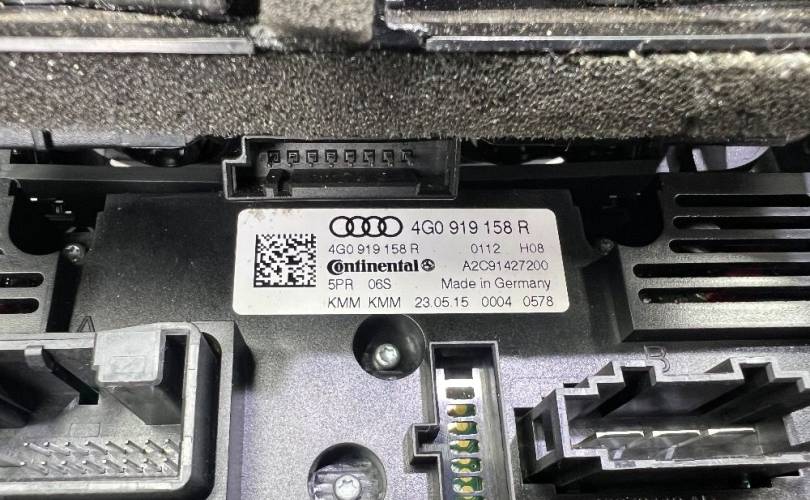 4G0 919 158 R
4G0 919 158 R 0112 H08
Continental A2C91427200
5PR 06S Made in Germany
KMM KMM 23.05.15 0004 0578
A
B